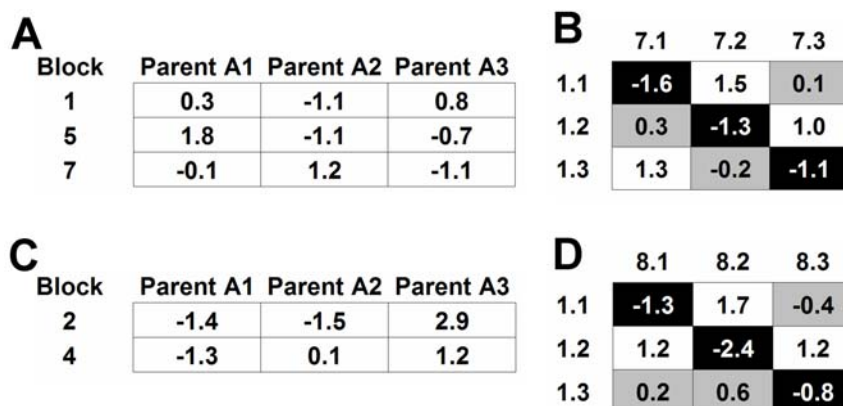 A
Block Parent A1 Parent A2 Parent A3
1 0.3 -1.1 0.8
5 1.8 -1.1 -0.7
7 -0.1 1.2 -1.1
B
7.1 7.2 7.3
1.1 -1.6 1.5 0.1
1.2 0.3 -1.3 1.0
1.3 1.3 -0.2 -1.1
C
Block Parent A1 Parent A2 Parent A3
2 -1.4 -1.5 2.9
4 -1.3 0.1 1.2
D
8.1 8.2 8.3
1.1 -1.3 1.7 -0.4
1.2 1.2 -2.4 1.2
1.3 0.2 0.6 -0.8